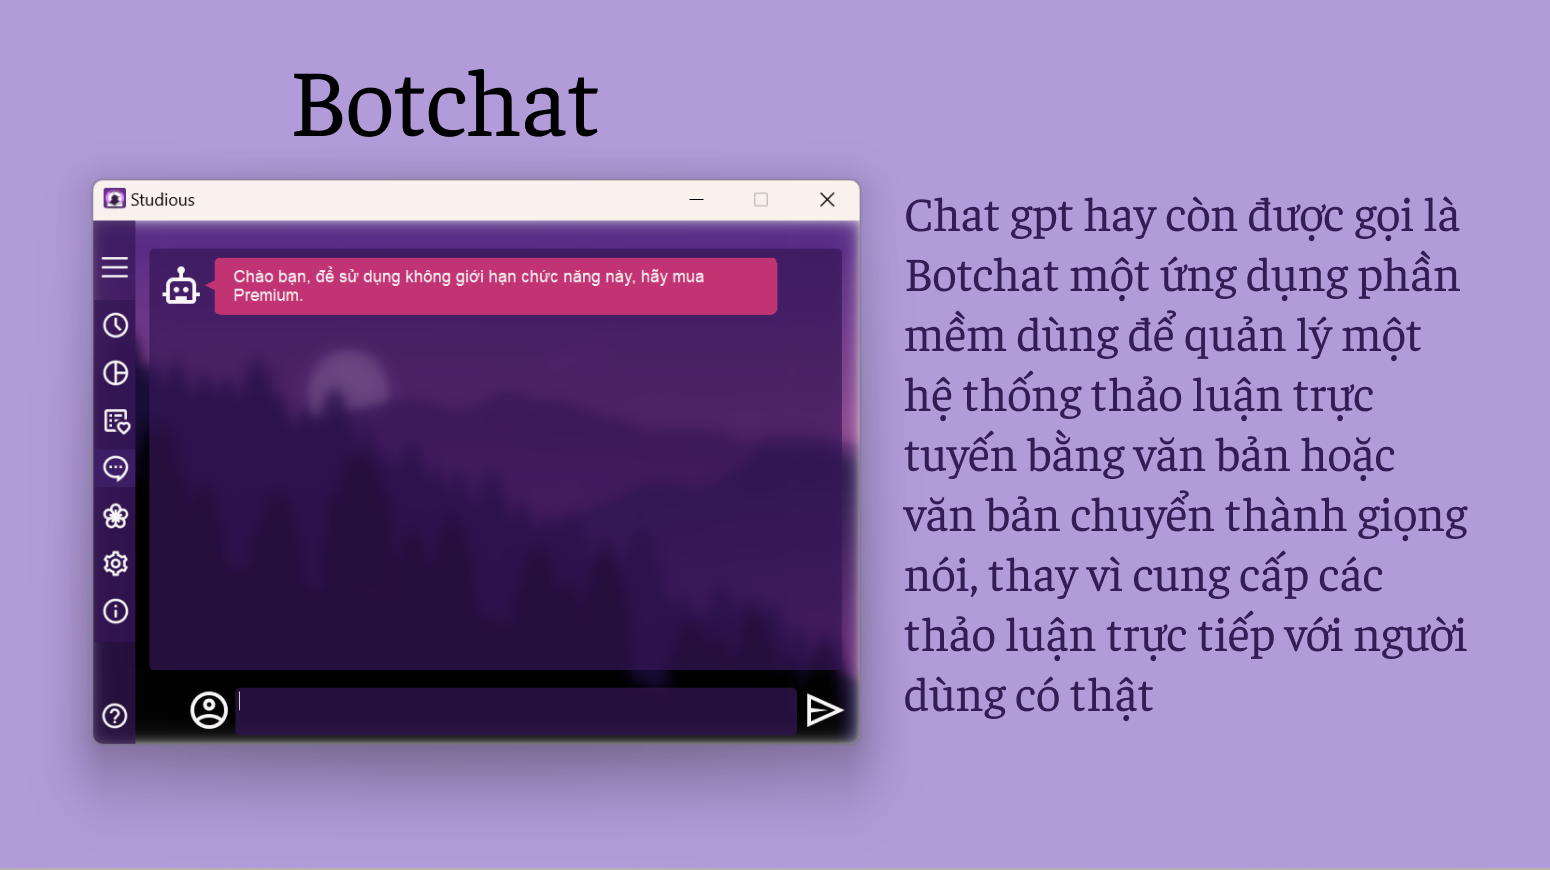 Botchat
Studious
Chào bạn, để sử dụng không giới hạn chức năng này, hãy mua
Premium.
Chat gpt hay còn được gọi là
Botchat một ứng dụng phần
mềm dùng để quản lý một
hệ thống thảo luận trực
tuyến bằng văn bản hoặc
văn bản chuyển thành giọng
nói, thay vì cung cấp các
thảo luận trực tiếp với người
dùng có thật